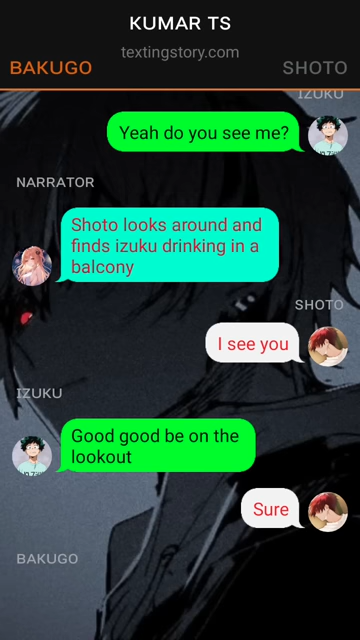 KUMAR TS
textingstory.com
BAKUGO
SHOTO
IZUKU
Yeah do you see me?
NARRATOR
Shoto looks around and
finds izuku drinking in a
balcony
SHOTO
I see you
IZUKU
Good good be on the
lookout
Sure
BAKUGO